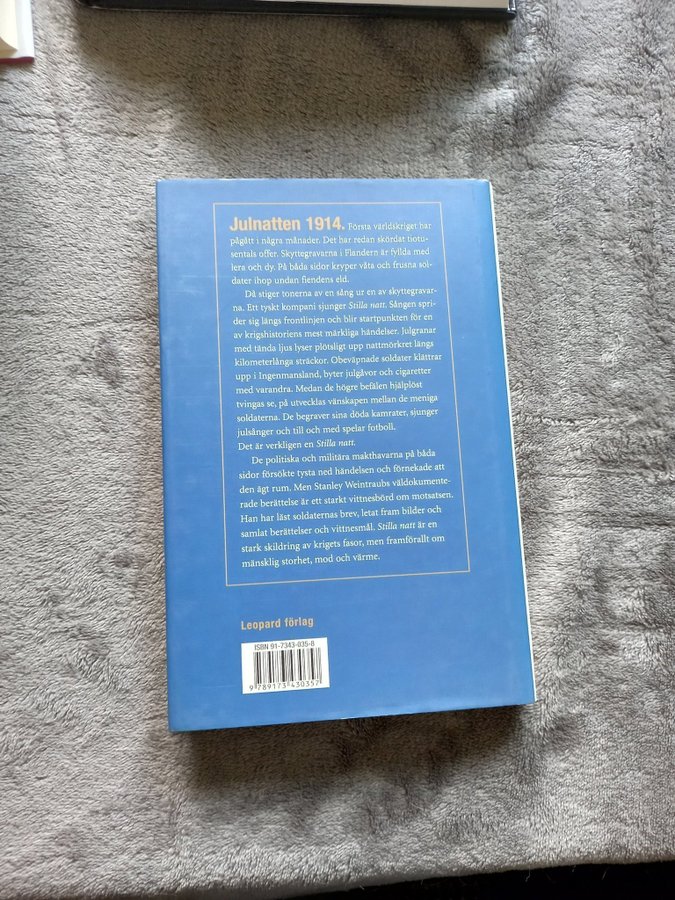 Julnatten 1914. Första världskriget har
pågått i några månader. Det har redan skördat tiotu-
sentals offer. Skyttegravarna i Flandern är fyllda med
lera och dy. På båda sidor kryper våta och frusna sol-
dater ihop undan fiendens eld.
Då stiger tonerna av en sång ur en av skyttegravar-
na. Ett tyskt kompani sjunger Stilla natt. Sången spri-
der sig längs frontlinjen och blir startpunkten för en
av krigshistoriens mest märkliga händelser. Julgranar
med tända ljus lyser plötsligt upp nattmörkret längs
kilometerlånga sträckor. Obeväpnade soldater klättrar
upp i Ingenmansland, byter julgåvor och cigaretter
med varandra. Medan de högre befälen hjälplöst
tvingas se, på utvecklas vänskapen mellan de meniga
soldaterna. De begraver sina döda kamrater, sjunger
julsånger och till och med spelar fotboll.
Det är verkligen en Stilla natt.
De politiska och militära makthavarna på båda
sidor försökte tysta ned händelsen och förnekade att
den ägt rum. Men Stanley Weintraubs väldokumente-
rade berättelse är ett starkt vittnesbörd om motsatsen.
Han har läst soldaternas brev, letat fram bilder och
samlat berättelser och vittnesmål. Stilla natt är en
stark skildring av krigets fasor, men framförallt om
mänsklig storhet, mod och värme.
Leopard förlag
ISBN 91-7343-035-8
9 789173 430357